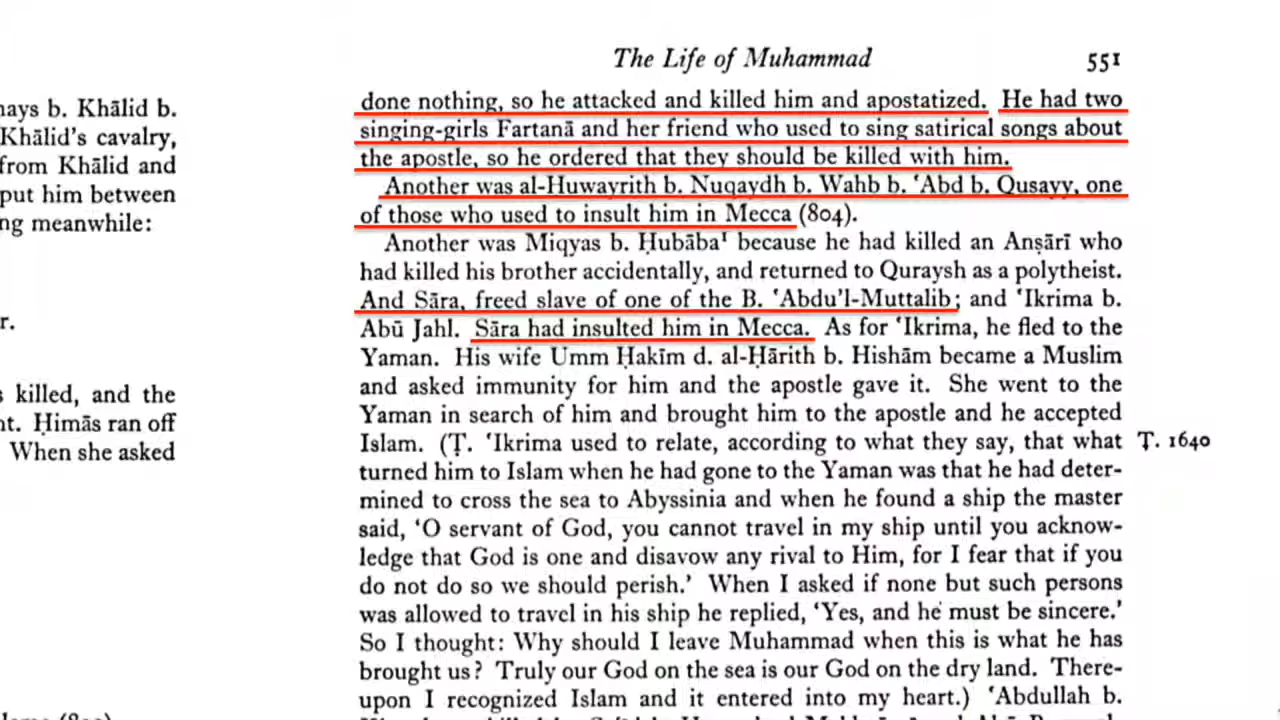 The Life of Muhammad 551
hays b. Khālid b.
Khālid's cavalry,
from Khālid and
put him between
ng meanwhile:
r.
s killed, and the
nt. Ḥimās ran off
When she asked
done nothing, so he attacked and killed him and apostatized. He had two
singing-girls Fartanā and her friend who used to sing satirical songs about
the apostle, so he ordered that they should be killed with him.
Another was al-Huwayrith b. Nuqaydh b. Wahb b. ‘Abd b. Qusayy, one
of those who used to insult him in Mecca (804).
Another was Miqyas b. Ḥubāba¹ because he had killed an Anṣārī who
had killed his brother accidentally, and returned to Quraysh as a polytheist.
And Sāra, freed slave of one of the B. ‘Abdu'l-Muttalib; and ‘Ikrima b.
Abū Jahl. Sāra had insulted him in Mecca. As for ‘Ikrima, he fled to the
Yaman. His wife Umm Ḥakīm d. al-Ḥārith b. Hishām became a Muslim
and asked immunity for him and the apostle gave it. She went to the
Yaman in search of him and brought him to the apostle and he accepted
Islam. (Ṭ. ‘Ikrima used to relate, according to what they say, that what Ṭ. 1640
turned him to Islam when he had gone to the Yaman was that he had deter-
mined to cross the sea to Abyssinia and when he found a ship the master
said, ‘O servant of God, you cannot travel in my ship until you acknow-
ledge that God is one and disavow any rival to Him, for I fear that if you
do not do so we should perish.’ When I asked if none but such persons
was allowed to travel in his ship he replied, ‘Yes, and he must be sincere.’
So I thought: Why should I leave Muhammad when this is what he has
brought us? Truly our God on the sea is our God on the dry land. There-
upon I recognized Islam and it entered into my heart.) ‘Abdullah b.